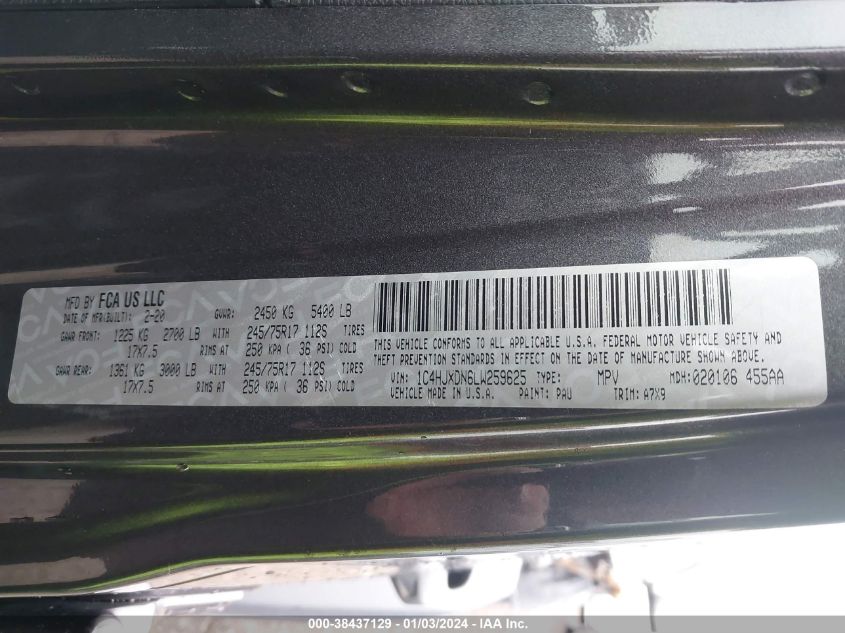 MFD BY FCA US LLC
DATE OF MFR(BUILT): 2-20 GVWR: 2450 KG 5400 LB
GAWR FRONT: 1225 KG 2700 LB WITH 245/75R17 112S TIRES
17X7.5 RIMS AT 250 KPA ( 36 PSI) COLD
GAWR REAR: 1361 KG 3000 LB WITH 245/75R17 112S TIRES
17X7.5 RIMS AT 250 KPA ( 36 PSI) COLD
THIS VEHICLE CONFORMS TO ALL APPLICABLE U.S.A. FEDERAL MOTOR VEHICLE SAFETY AND
THEFT PREVENTION STANDARDS IN EFFECT ON THE DATE OF MANUFACTURE SHOWN ABOVE.
VIN: 1C4HJXDN6LW259625 TYPE: MPV MDH: 020106 455AA
VEHICLE MADE IN U.S.A. PAINT: PAU TRIM: A7X9
000-38437129 - 01/03/2024 - IAA Inc.